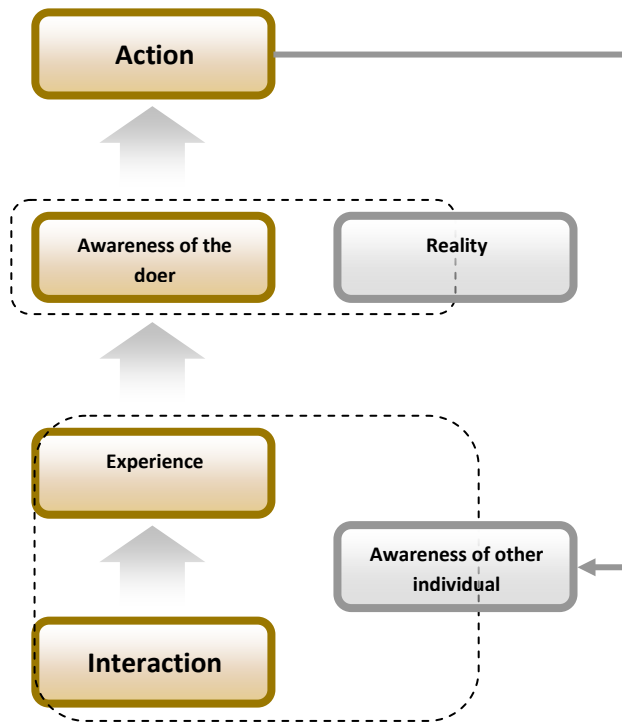 Action
Awareness of the
doer
Reality
Experience
Awareness of other
individual
Interaction